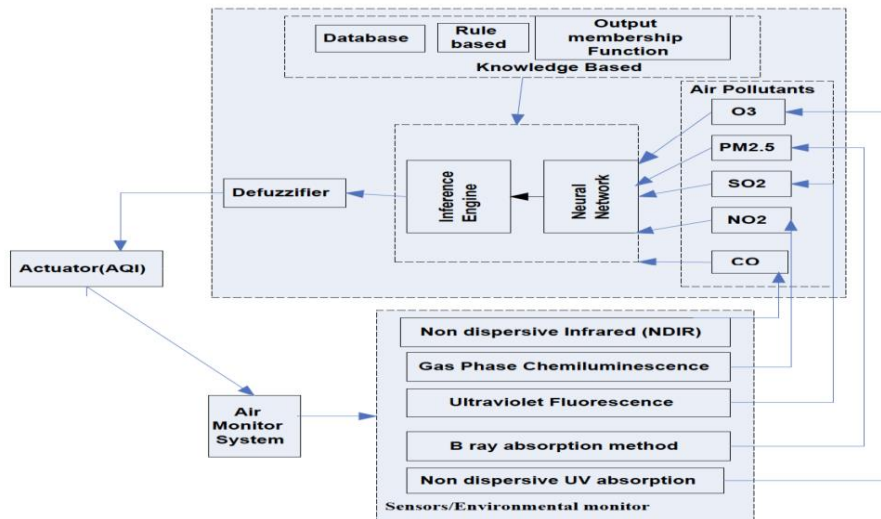 Database
Rule
based
Output
membership
Function
Knowledge Based
Air Pollutants
O3
PM2.5
SO2
NO2
CO
Neural
Network
Inference
Engine
Defuzzifier
Actuator(AQI)
Air
Monitor
System
Non dispersive Infrared (NDIR)
Gas Phase Chemiluminescence
Ultraviolet Fluorescence
B ray absorption method
Non dispersive UV absorption
Sensors/Environmental monitor